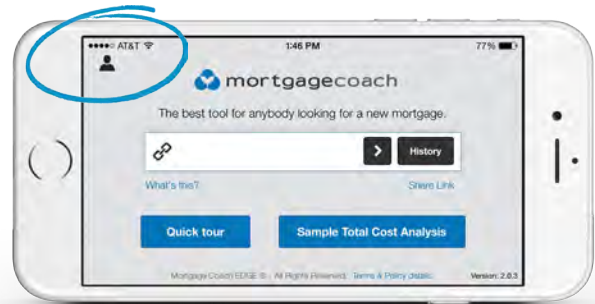 AT&T 1:46 PM 77%
mortgagecoach
The best tool for anybody looking for a new mortgage.
> History
What's this? Share Link
Quick tour Sample Total Cost Analysis
Mortgage Coach EDGE © - All Rights Reserved. Terms & Policy details. Version: 2.0.3